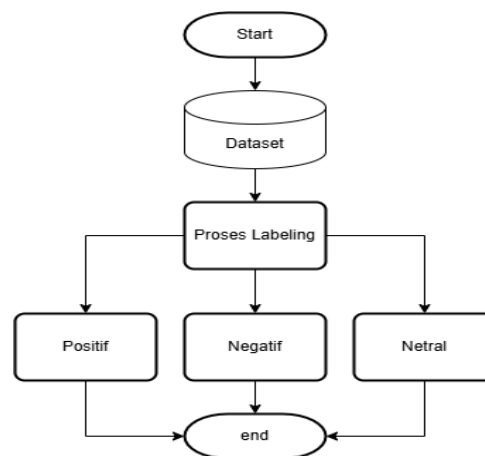 Start
Dataset
Proses Labeling
Positif
Negatif
Netral
end